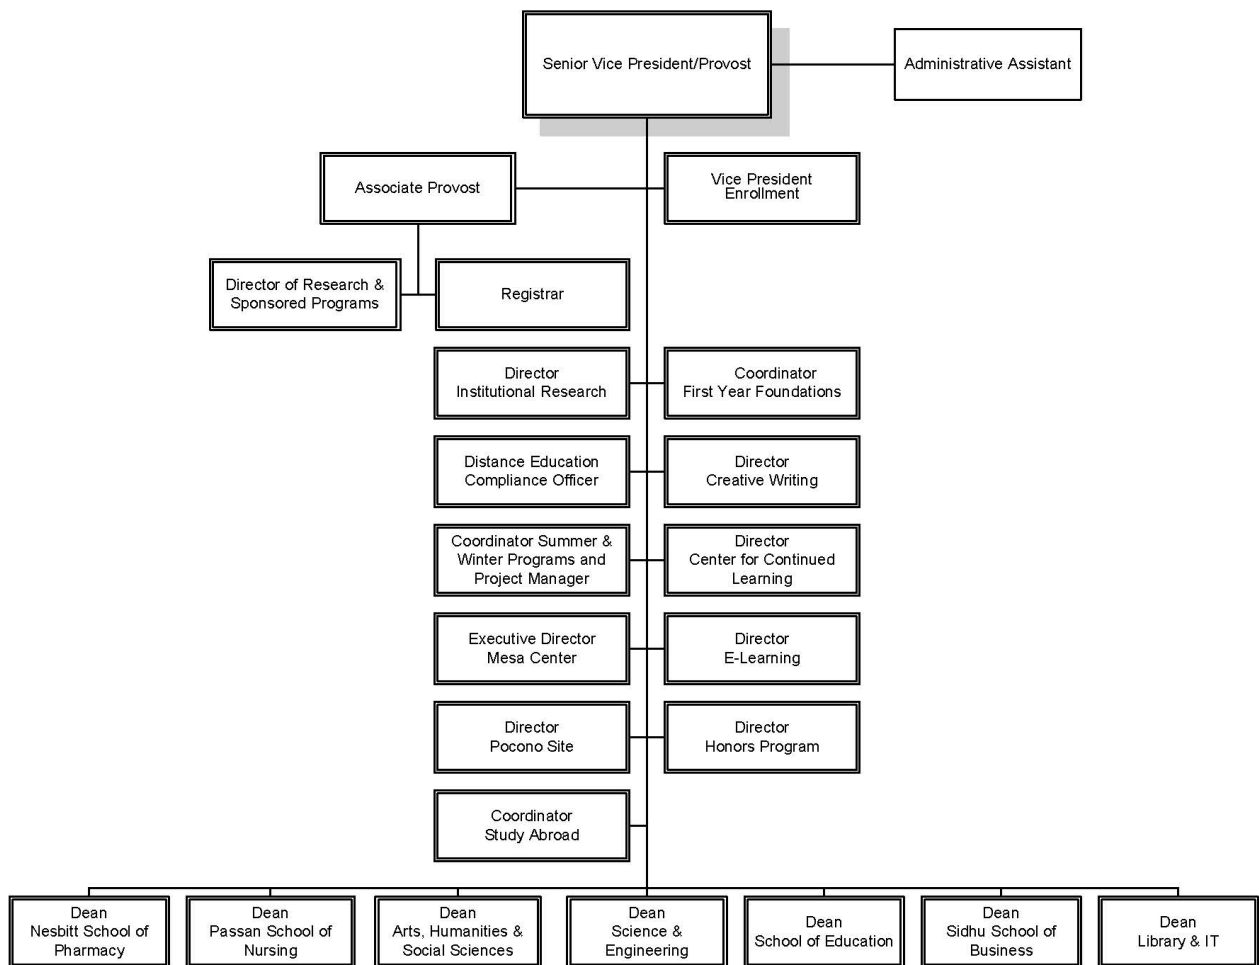 Senior Vice President/Provost
Administrative Assistant
Associate Provost
Vice President
Enrollment
Director of Research &
Sponsored Programs
Registrar
Director
Institutional Research
Coordinator
First Year Foundations
Distance Education
Compliance Officer
Director
Creative Writing
Coordinator Summer &
Winter Programs and
Project Manager
Director
Center for Continued
Learning
Executive Director
Mesa Center
Director
E-Learning
Director
Pocono Site
Director
Honors Program
Coordinator
Study Abroad
Dean
Nesbitt School of
Pharmacy
Dean
Passan School of
Nursing
Dean
Arts, Humanities &
Social Sciences
Dean
Science &
Engineering
Dean
School of Education
Dean
Sidhu School of
Business
Dean
Library & IT